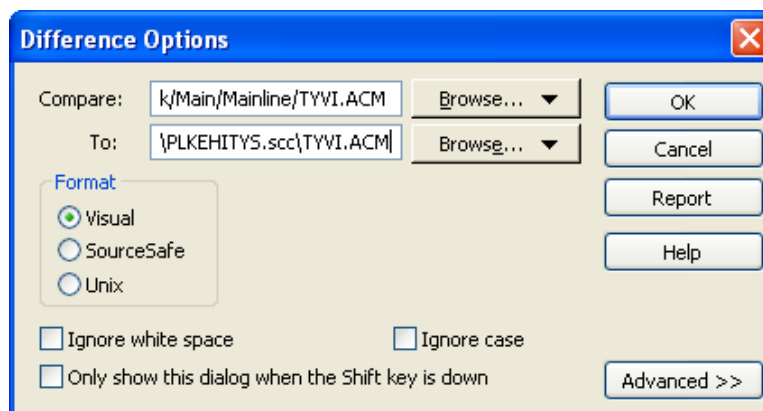 Difference Options
Compare: k/Main/Mainline/TYVI.ACM Browse... OK
To: \PLKEHITYS.scc\TYVI.ACM Browse... Cancel
Format Report
Visual
SourceSafe Help
Unix
Ignore white space Ignore case
Only show this dialog when the Shift key is down Advanced >>